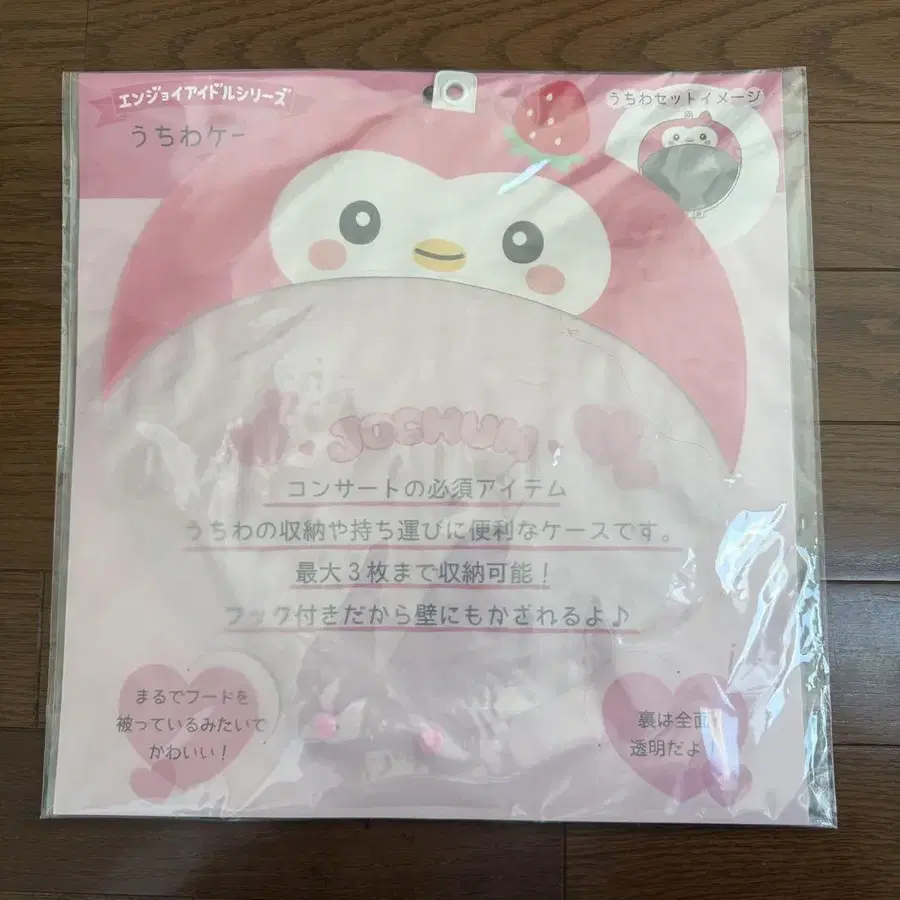 エンジョイアイドルシリーズ
うちわケー
うちわセットイメージ
JOCHUM
コンサートの必須アイテム
うちわの収納や持ち運びに便利なケースです。
最大3枚まで収納可能！
フック付きだから壁にもかざれるよ♪
まるでフードを
被っているみたいで
かわいい！
裏は全面
透明だよ！